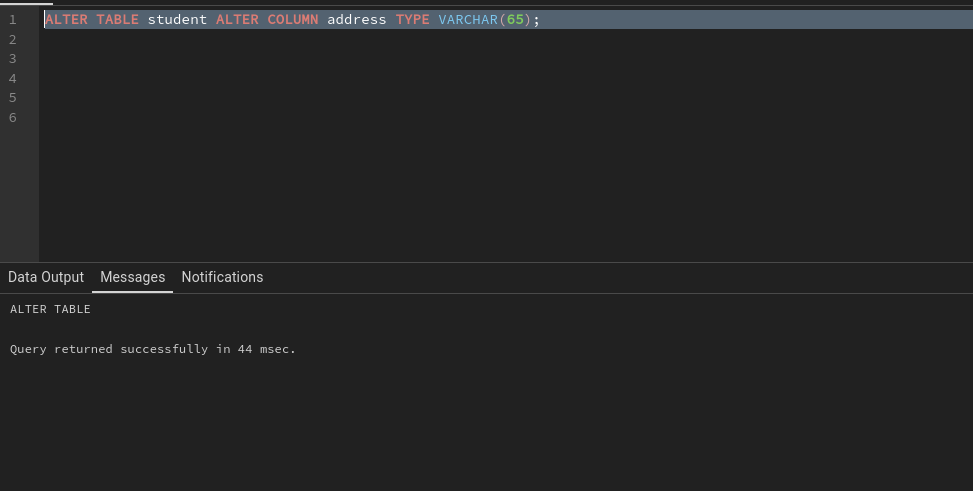 1 ALTER TABLE student ALTER COLUMN address TYPE VARCHAR(65);
2
3
4
5
6
Data Output Messages Notifications
ALTER TABLE
Query returned successfully in 44 msec.